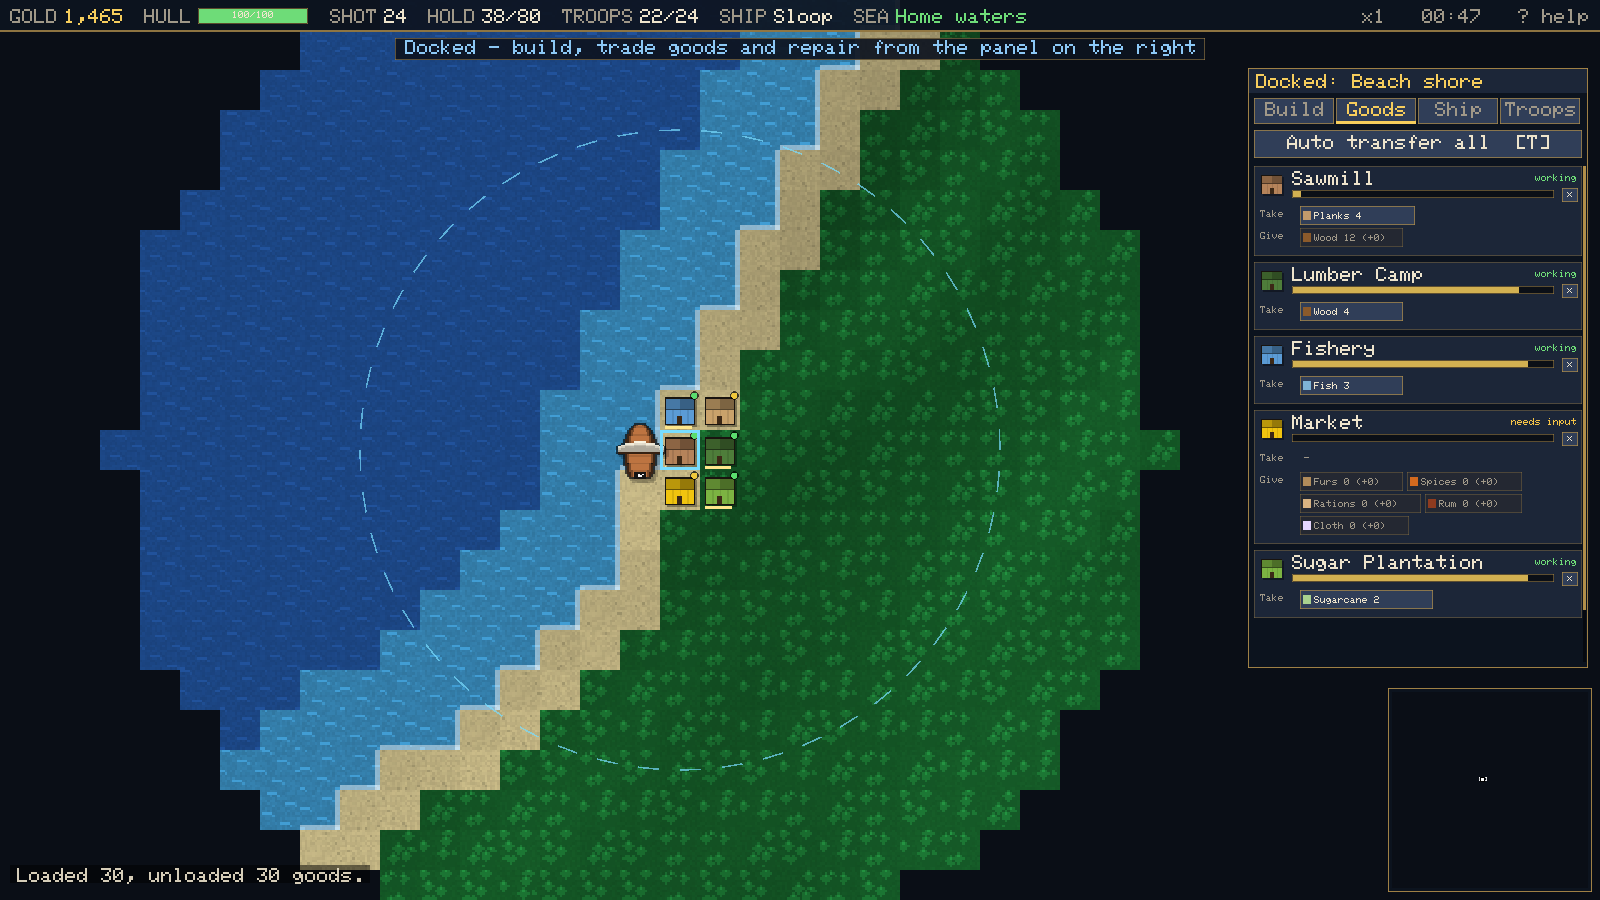 GOLD 1,465 HULL 100/100 SHOT 24 HOLD 38/80 TROOPS 22/24 SHIP Sloop SEA Home waters x1 00:47 ? help
Docked - build, trade goods and repair from the panel on the right
Docked: Beach shore
Build Goods Ship Troops
Auto transfer all [T]
Sawmill working
x
Take Planks 4
Give Wood 12 (+0)
Lumber Camp working
x
Take Wood 4
Fishery working
x
Take Fish 3
Market needs input
x
Take -
Give Furs 0 (+0) Spices 0 (+0)
Rations 0 (+0) Rum 0 (+0)
Cloth 0 (+0)
Sugar Plantation working
x
Take Sugarcane 2
Loaded 30, unloaded 30 goods.